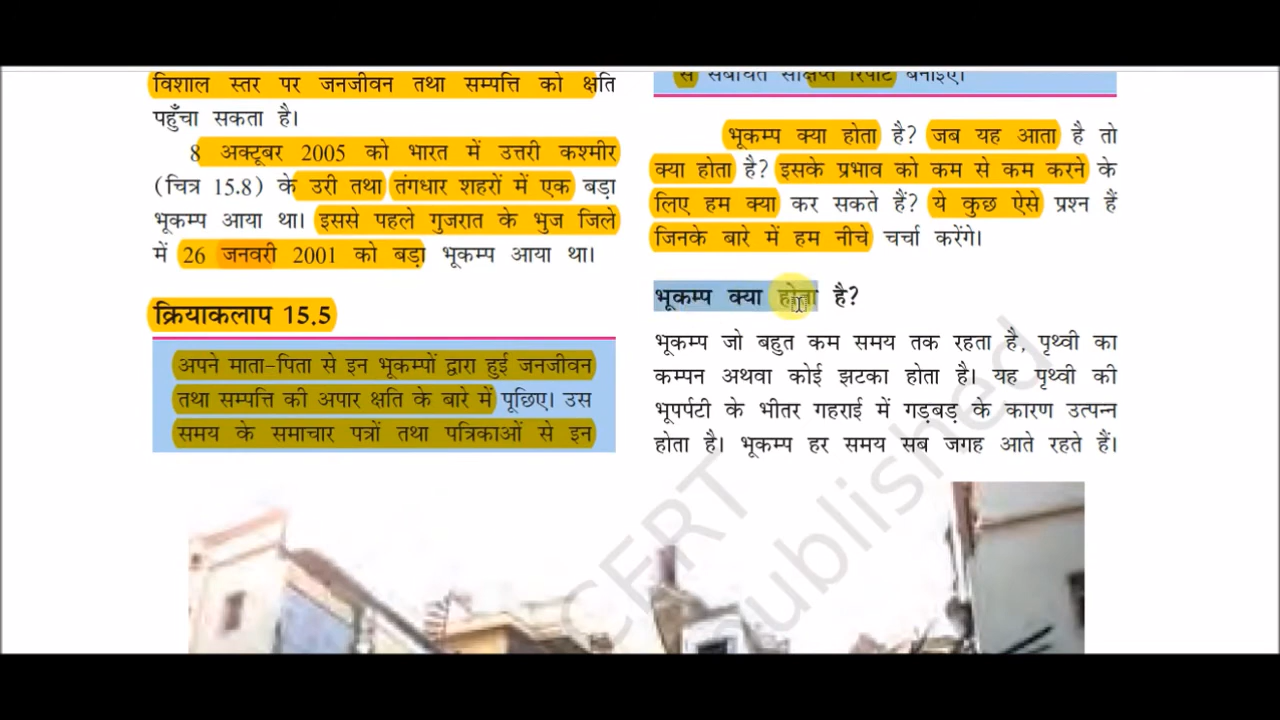 विशाल स्तर पर जनजीवन तथा सम्पत्ति को क्षति
पहुँचा सकता है।
8 अक्टूबर 2005 को भारत में उत्तरी कश्मीर
(चित्र 15.8) के उरी तथा तंगधार शहरों में एक बड़ा
भूकम्प आया था। इससे पहले गुजरात के भुज जिले
में 26 जनवरी 2001 को बड़ा भूकम्प आया था।
क्रियाकलाप 15.5
अपने माता-पिता से इन भूकम्पों द्वारा हुई जनजीवन
तथा सम्पत्ति की अपार क्षति के बारे में पूछिए। उस
समय के समाचार पत्रों तथा पत्रिकाओं से इन
से संबंधित संक्षिप्त रिपोर्ट बनाइए।
भूकम्प क्या होता है? जब यह आता है तो
क्या होता है? इसके प्रभाव को कम से कम करने के
लिए हम क्या कर सकते हैं? ये कुछ ऐसे प्रश्न हैं
जिनके बारे में हम नीचे चर्चा करेंगे।
भूकम्प क्या होता है?
भूकम्प जो बहुत कम समय तक रहता है, पृथ्वी का
कम्पन अथवा कोई झटका होता है। यह पृथ्वी की
भूपर्पटी के भीतर गहराई में गड़बड़ के कारण उत्पन्न
होता है। भूकम्प हर समय सब जगह आते रहते हैं।
CERT
published